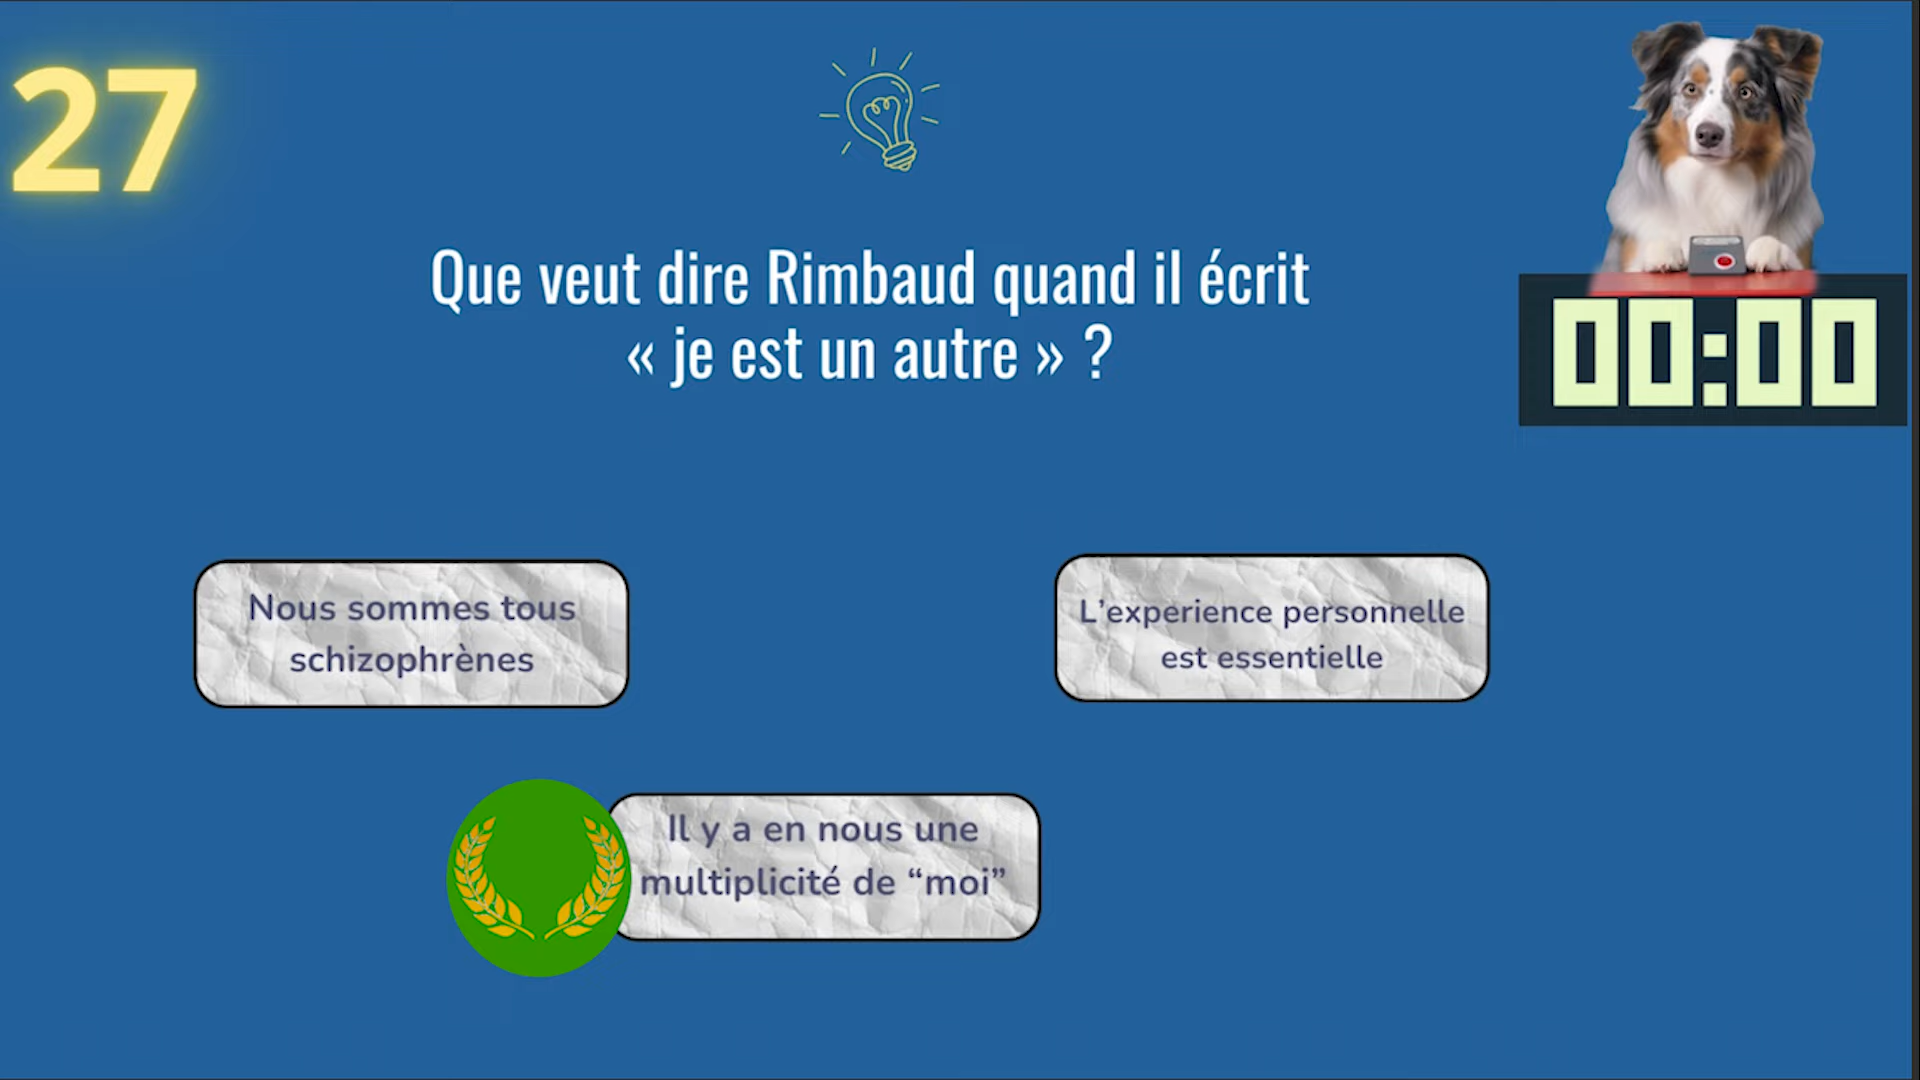 27
Que veut dire Rimbaud quand il écrit
« je est un autre » ?
00:00
Nous sommes tous
schizophrènes
L’experience personnelle
est essentielle
Il y a en nous une
multiplicité de “moi”